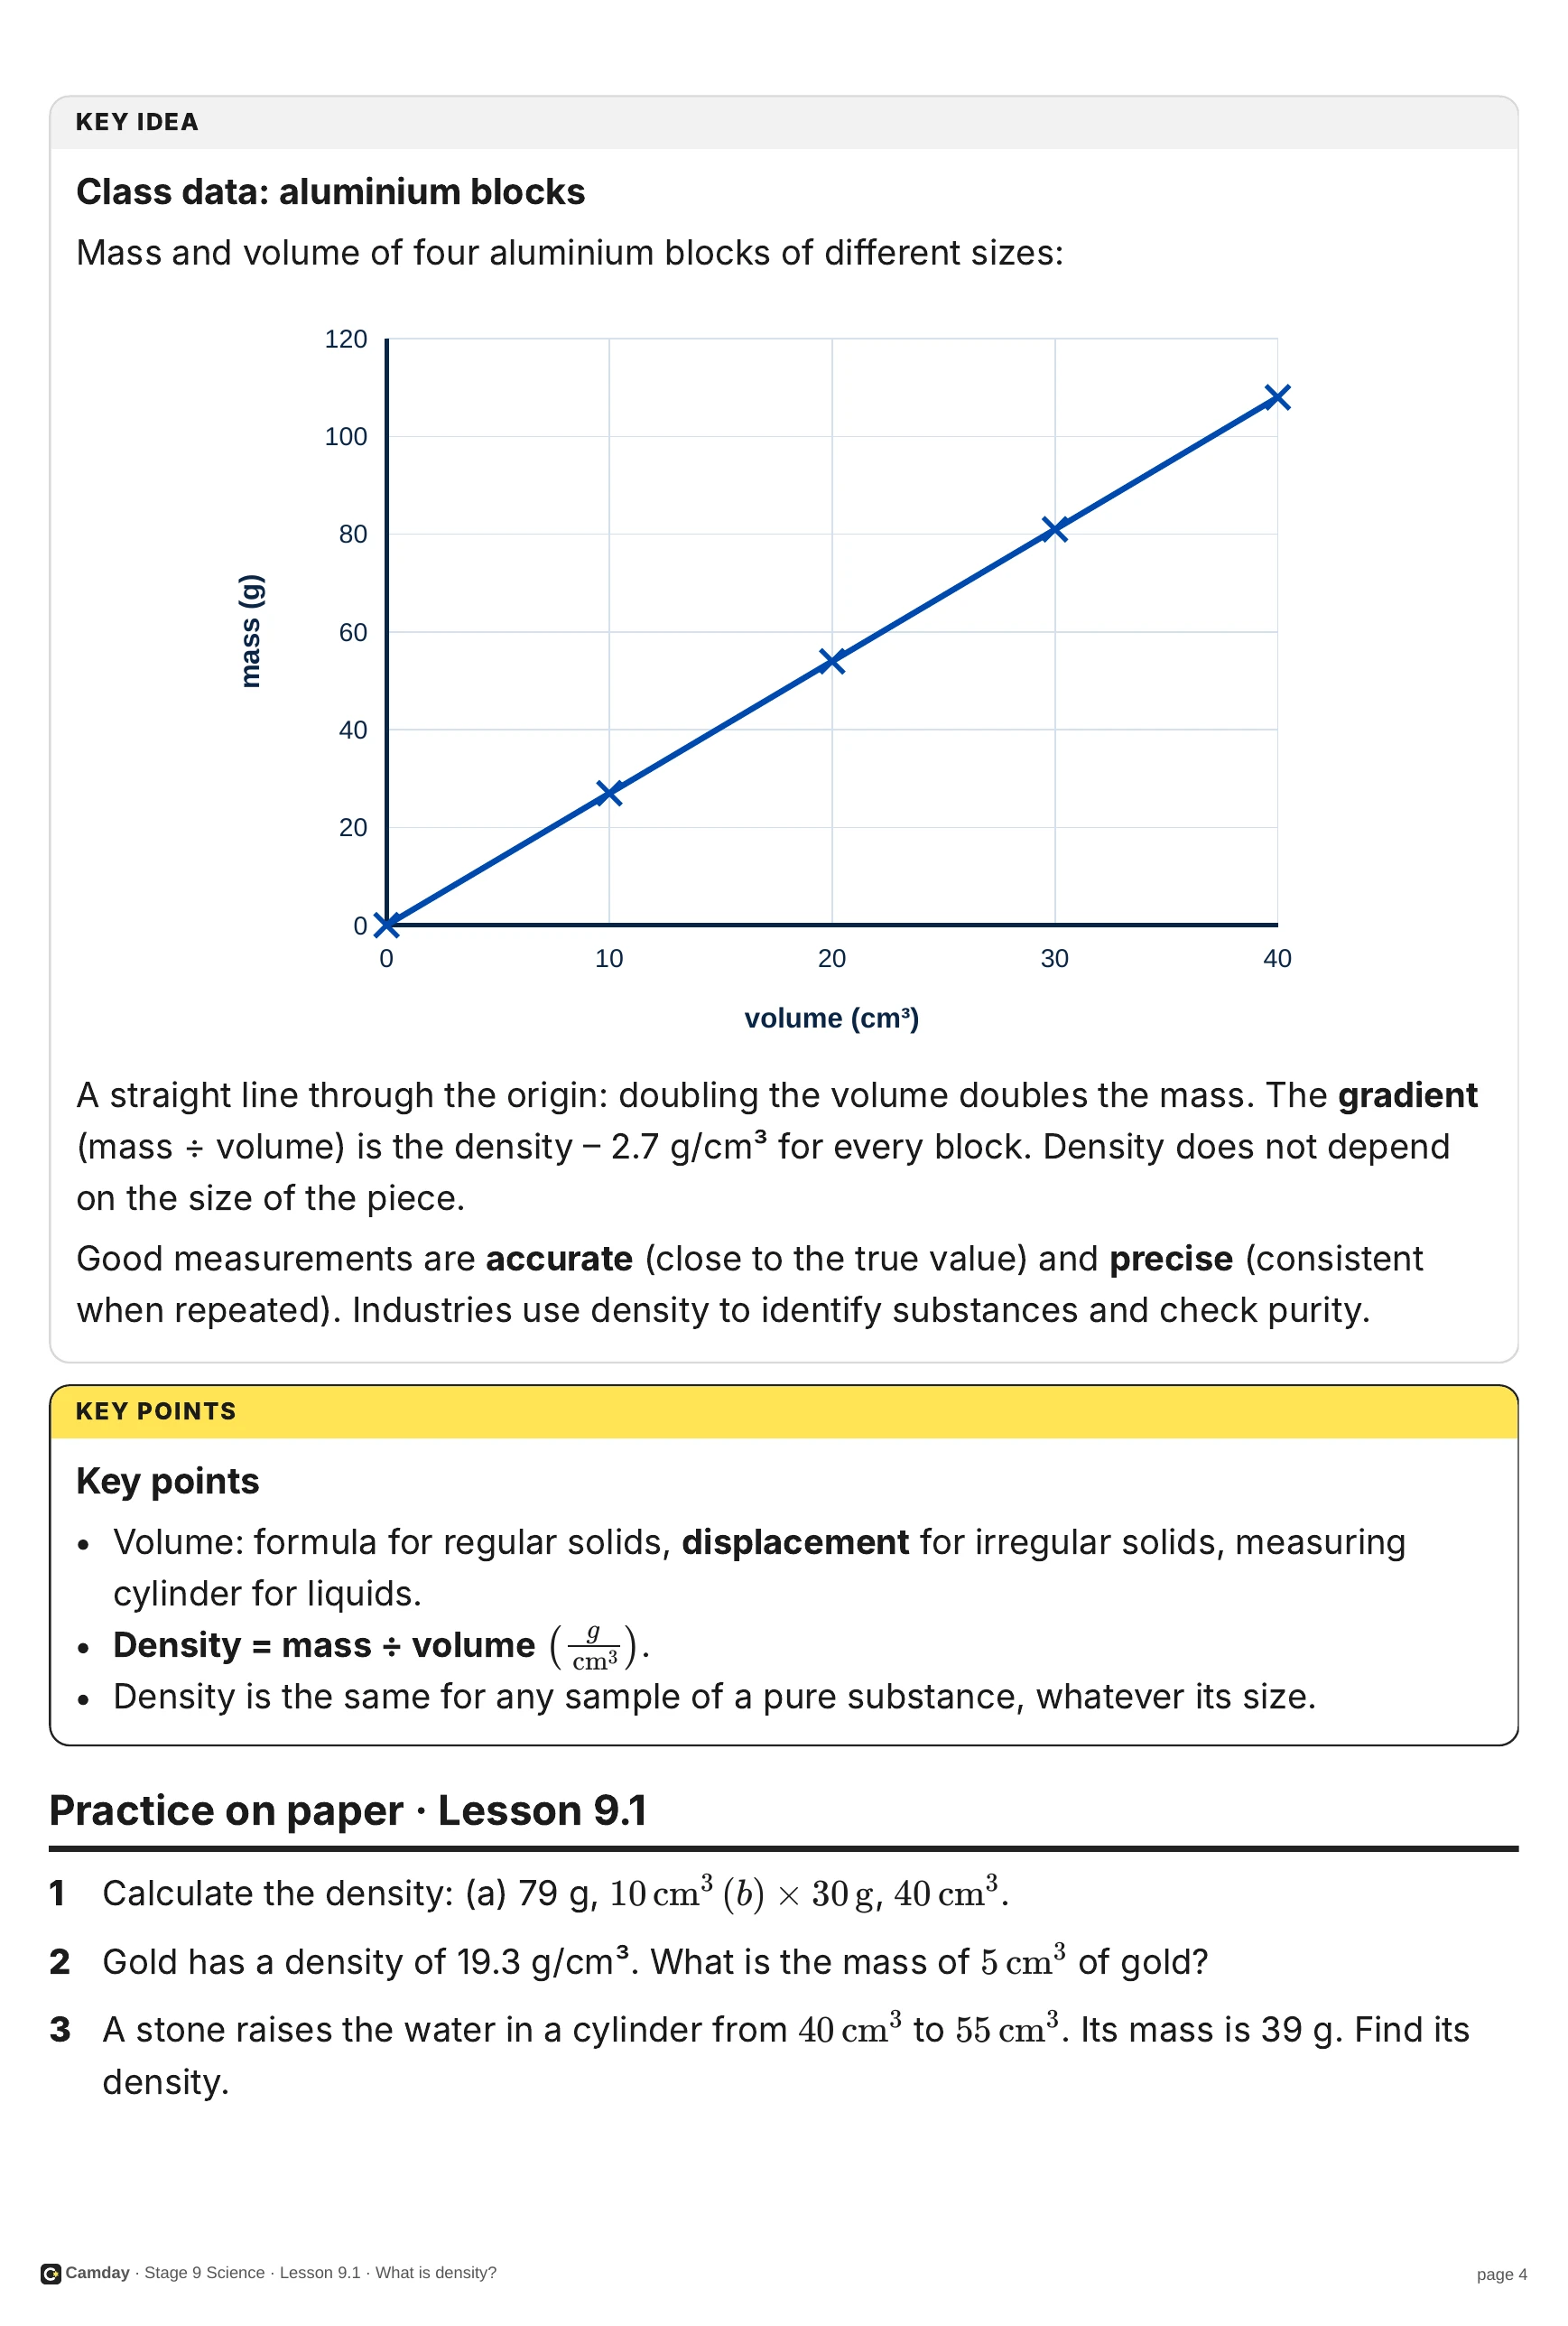 KEY IDEA
Class data: aluminium blocks
Mass and volume of four aluminium blocks of different sizes:
120
100
80
60
40
20
0
mass (g)
0 10 20 30 40
volume (cm³)
A straight line through the origin: doubling the volume doubles the mass. The gradient
(mass ÷ volume) is the density – 2.7 g/cm³ for every block. Density does not depend
on the size of the piece.
Good measurements are accurate (close to the true value) and precise (consistent
when repeated). Industries use density to identify substances and check purity.
KEY POINTS
Key points
• Volume: formula for regular solids, displacement for irregular solids, measuring
cylinder for liquids.
• Density = mass ÷ volume (g/cm³).
• Density is the same for any sample of a pure substance, whatever its size.
Practice on paper · Lesson 9.1
1 Calculate the density: (a) 79 g, 10 cm³ (b) × 30 g, 40 cm³.
2 Gold has a density of 19.3 g/cm³. What is the mass of 5 cm³ of gold?
3 A stone raises the water in a cylinder from 40 cm³ to 55 cm³. Its mass is 39 g. Find its
density.
Camday · Stage 9 Science · Lesson 9.1 · What is density?
page 4